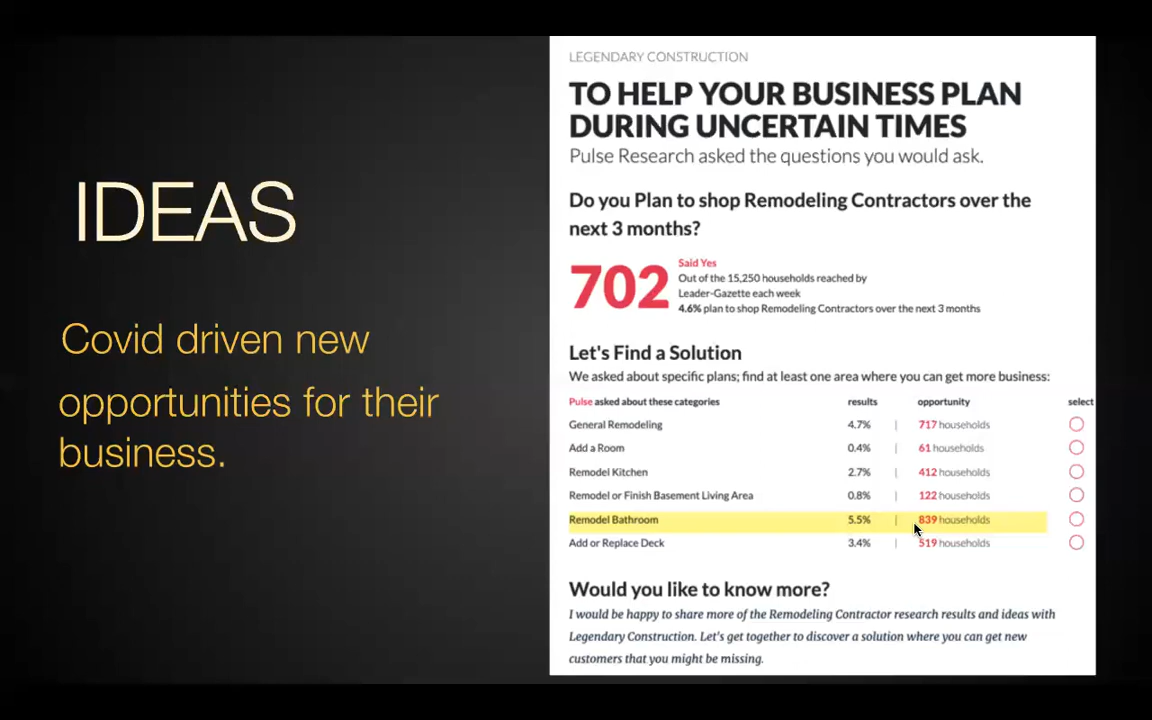 IDEAS
Covid driven new
opportunities for their
business.
LEGENDARY CONSTRUCTION
TO HELP YOUR BUSINESS PLAN
DURING UNCERTAIN TIMES
Pulse Research asked the questions you would ask.
Do you Plan to shop Remodeling Contractors over the
next 3 months?
702
Said Yes
Out of the 15,250 households reached by
Leader-Gazette each week
4.6% plan to shop Remodeling Contractors over the next 3 months
Let's Find a Solution
We asked about specific plans; find at least one area where you can get more business:
Pulse asked about these categories results opportunity select
General Remodeling 4.7% | 717 households
Add a Room 0.4% | 61 households
Remodel Kitchen 2.7% | 412 households
Remodel or Finish Basement Living Area 0.8% | 122 households
Remodel Bathroom 5.5% | 839 households
Add or Replace Deck 3.4% | 519 households
Would you like to know more?
I would be happy to share more of the Remodeling Contractor research results and ideas with
Legendary Construction. Let's get together to discover a solution where you can get new
customers that you might be missing.